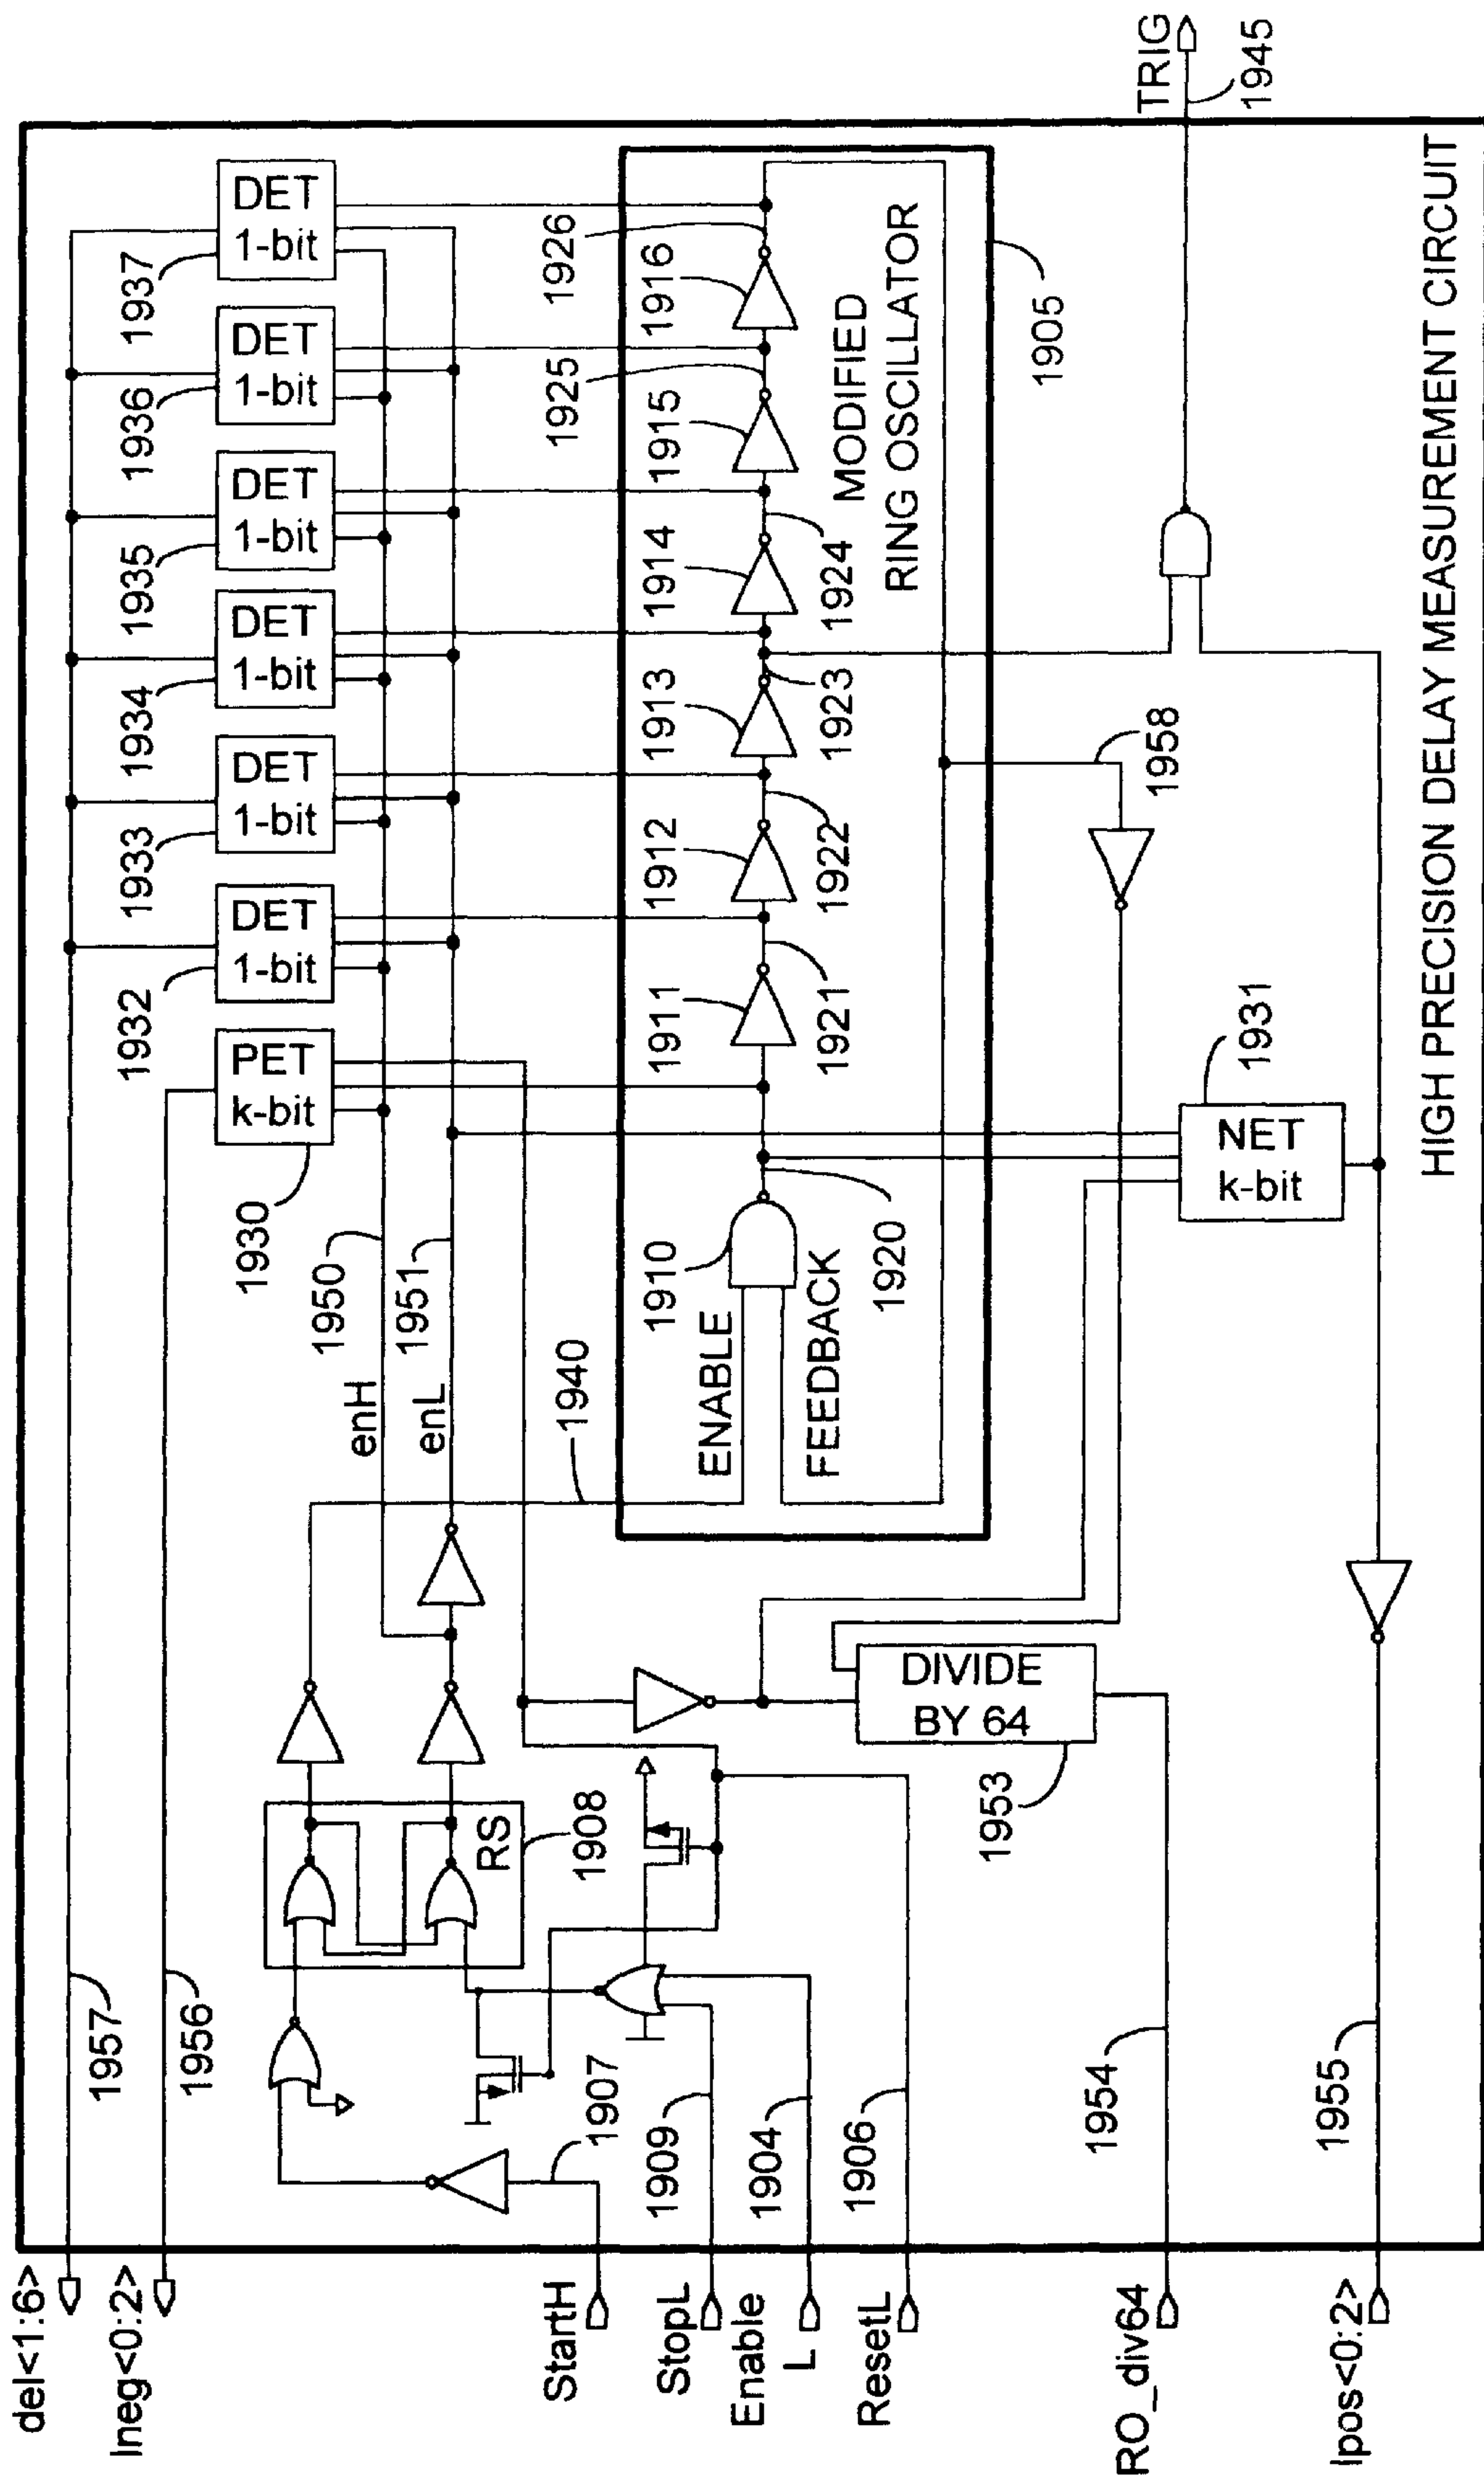 del<1:6>
Ineg<0:2>
StartH
StopL
Enable
L
ResetL
RO_div64
Ipos<0:2>
1957
1956
1907
1909
1904
1906
1954
1955
RS
1908
DIVIDE
BY 64
1953
enH
enL
1950
1951
1940
PET
k-bit
1930
DET
1-bit
1932
DET
1-bit
1933
DET
1-bit
1934
DET
1-bit
1935
DET
1-bit
1936
DET
1-bit
1937
ENABLE
FEEDBACK
1910
1920
1911
1921
1912
1922
1913
1923
1914
1924
1915
1925
1916
1926
MODIFIED
RING OSCILLATOR
1905
1958
NET
k-bit
1931
TRIG
1945
HIGH PRECISION DELAY MEASUREMENT CIRCUIT